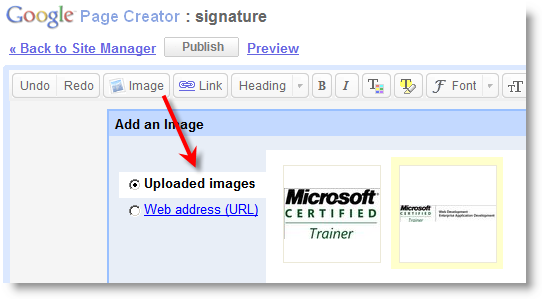 Google Page Creator : signature
« Back to Site Manager Publish Preview
Undo Redo Image Link Heading B I T T Font TT
Add an Image
Uploaded images
Web address (URL)
Microsoft
CERTIFIED
Trainer
Microsoft
CERTIFIED
Trainer
Web Development
Enterprise Application Development